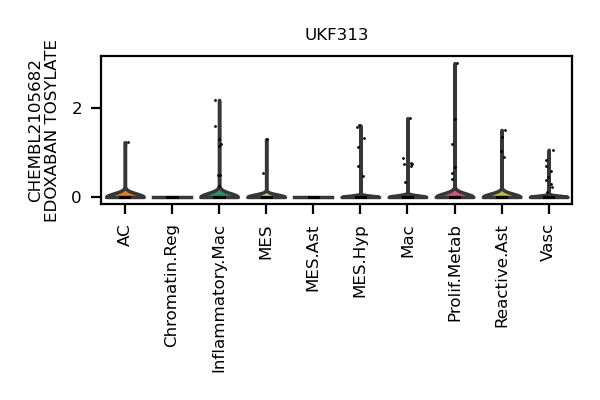 UKF313
CHEMBL2105682
EDOXABAN TOSYLATE
2
0
AC
Chromatin.Reg
Inflammatory.Mac
MES
MES.Ast
MES.Hyp
Mac
Prolif.Metab
Reactive.Ast
Vasc